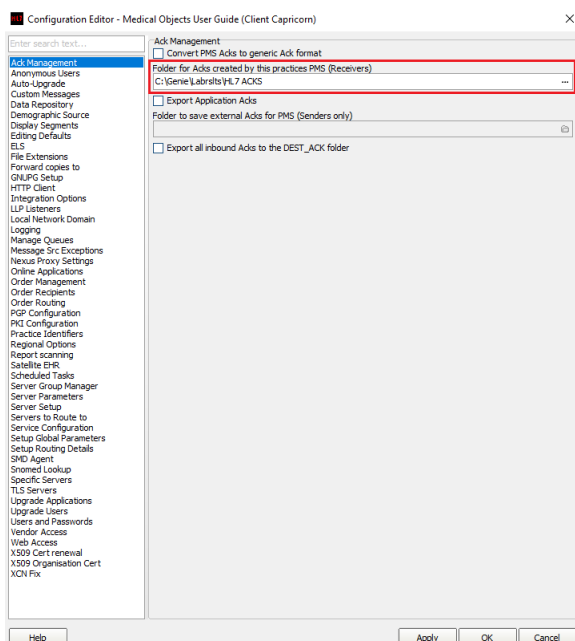 HL7 Configuration Editor - Medical Objects User Guide (Client Capricorn)
Enter search text...
Ack Management
Anonymous Users
Auto-Upgrade
Custom Messages
Data Repository
Demographic Source
Display Segments
Editing Defaults
ELS
File Extensions
Forward copies to
GNUPG Setup
HTTP Client
Integration Options
LLP Listeners
Local Network Domain
Logging
Manage Queues
Message Src Exceptions
Nexus Proxy Settings
Online Applications
Order Management
Order Recipients
Order Routing
PGP Configuration
PKI Configuration
Practice Identifiers
Regional Options
Report scanning
Satellite EHR
Scheduled Tasks
Server Group Manager
Server Parameters
Server Setup
Servers to Route to
Service Configuration
Setup Global Parameters
Setup Routing Details
SMD Agent
Snomed Lookup
Specific Servers
TLS Servers
Upgrade Applications
Upgrade Users
Users and Passwords
Vendor Access
Web Access
X509 Cert renewal
X509 Organisation Cert
XCN Fix
Ack Management
Convert PMS Acks to generic Ack format
Folder for Acks created by this practices PMS (Receivers)
C:\Genie\Labrslts\HL7 ACKS ...
Export Application Acks
Folder to save external Acks for PMS (Senders only)
Export all inbound Acks to the DEST_ACK folder
Help Apply OK Cancel